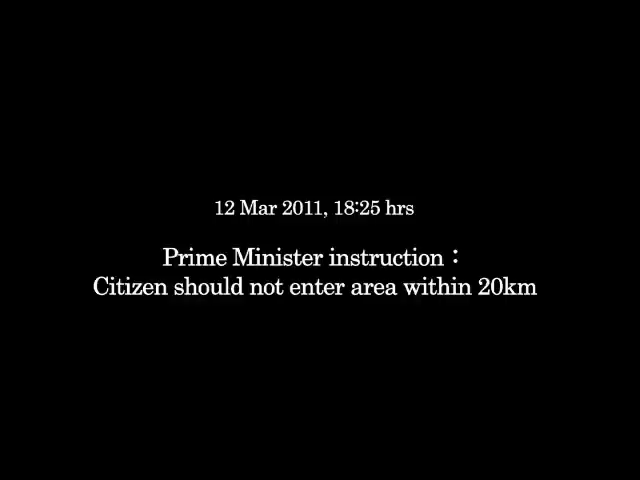 12 Mar 2011, 18:25 hrs
Prime Minister instruction :
Citizen should not enter area within 20km